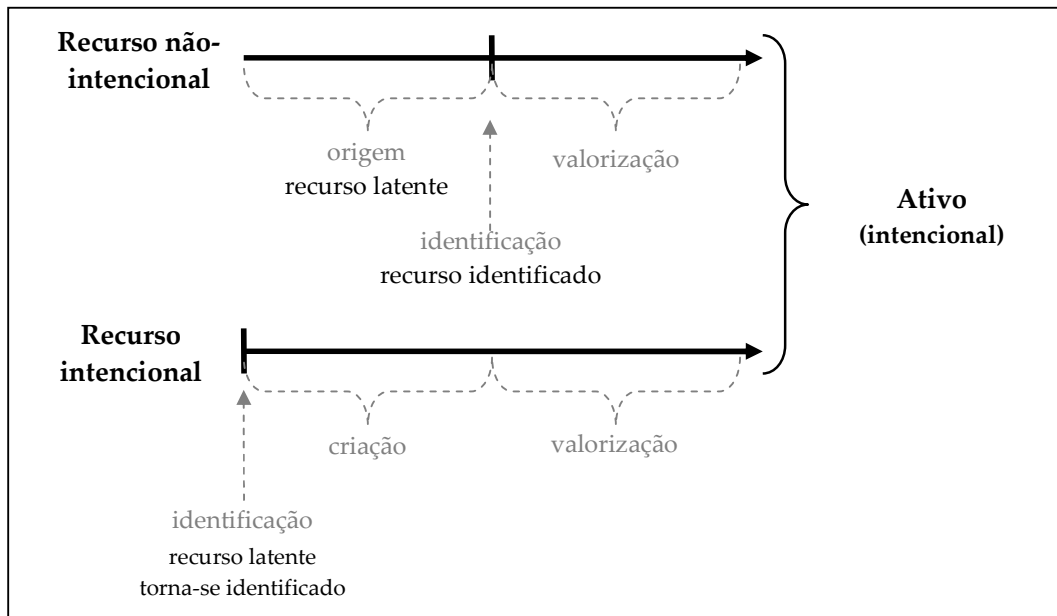 Recurso não-
intencional
origem
recurso latente
valorização
identificação
recurso identificado
Ativo
(intencional)
Recurso
intencional
criação
valorização
identificação
recurso latente
torna-se identificado